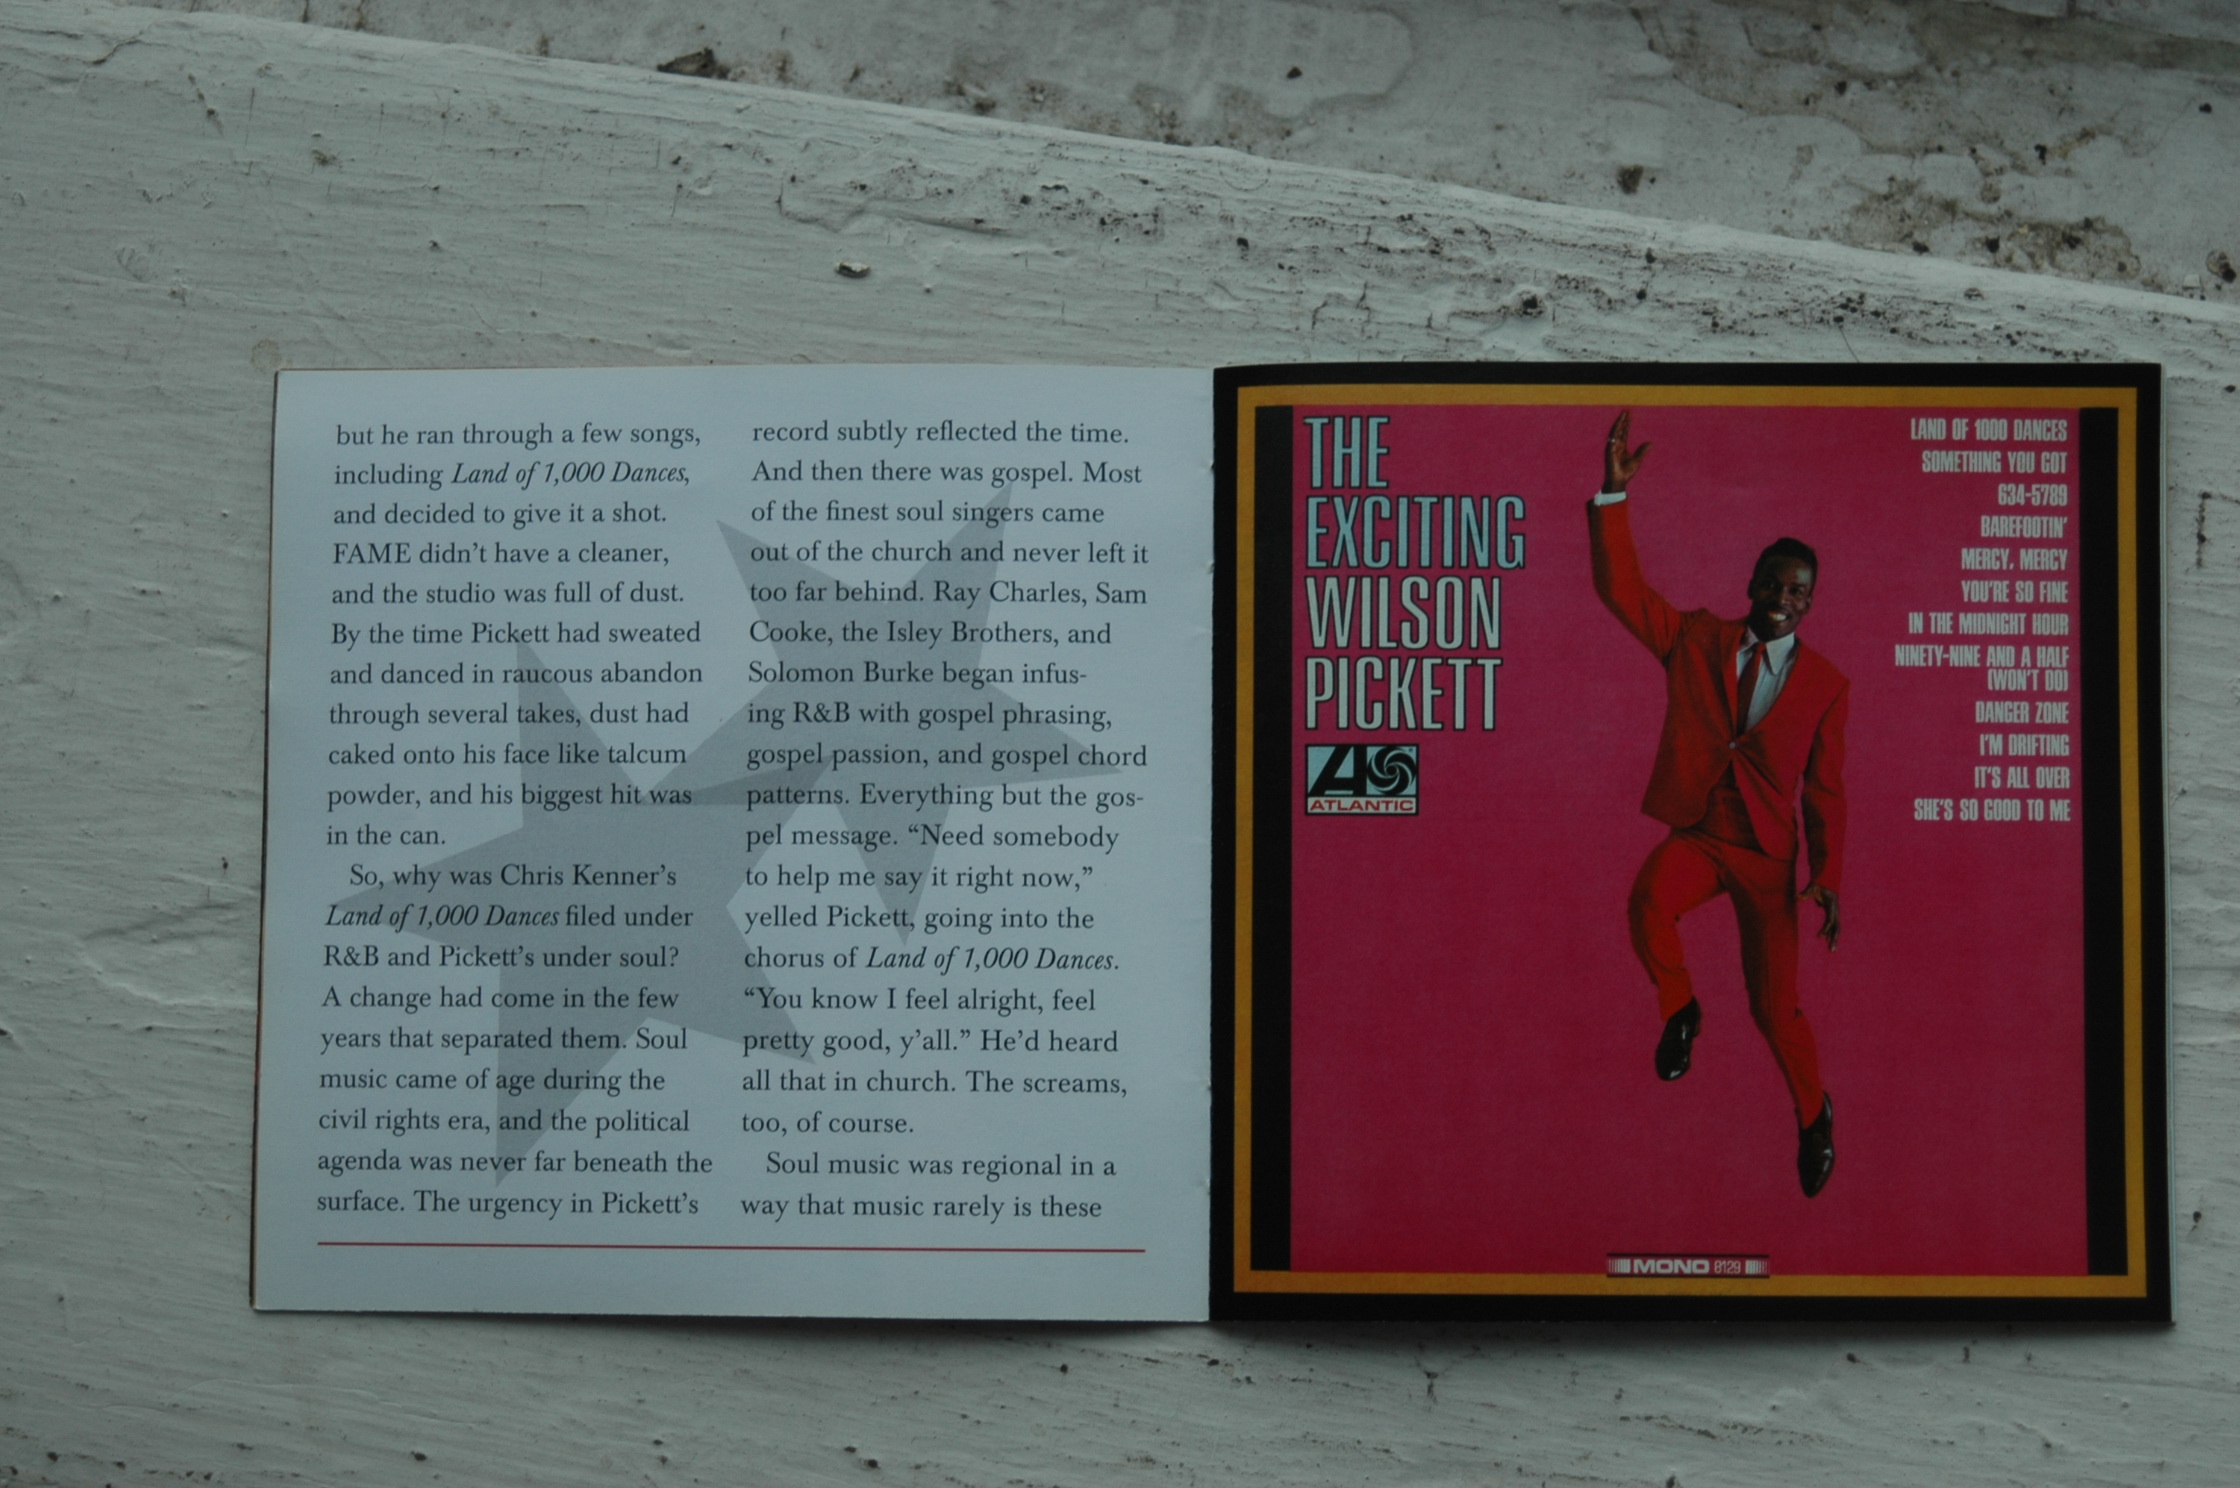 but he ran through a few songs,
including Land of 1,000 Dances,
and decided to give it a shot.
FAME didn’t have a cleaner,
and the studio was full of dust.
By the time Pickett had sweated
and danced in raucous abandon
through several takes, dust had
caked onto his face like talcum
powder, and his biggest hit was
in the can.
So, why was Chris Kenner’s
Land of 1,000 Dances filed under
R&B and Pickett’s under soul?
A change had come in the few
years that separated them. Soul
music came of age during the
civil rights era, and the political
agenda was never far beneath the
surface. The urgency in Pickett’s
record subtly reflected the time.
And then there was gospel. Most
of the finest soul singers came
out of the church and never left it
too far behind. Ray Charles, Sam
Cooke, the Isley Brothers, and
Solomon Burke began infus-
ing R&B with gospel phrasing,
gospel passion, and gospel chord
patterns. Everything but the gos-
pel message. “Need somebody
to help me say it right now,”
yelled Pickett, going into the
chorus of Land of 1,000 Dances.
“You know I feel alright, feel
pretty good, y’all.” He’d heard
all that in church. The screams,
too, of course.
Soul music was regional in a
way that music rarely is these
THE
EXCITING
WILSON
PICKETT
ATLANTIC
LAND OF 1000 DANCES
SOMETHING YOU GOT
634-5789
BAREFOOTIN’
MERCY, MERCY
YOU’RE SO FINE
IN THE MIDNIGHT HOUR
NINETY-NINE AND A HALF
(WON’T DO)
DANGER ZONE
I’M DRIFTING
IT’S ALL OVER
SHE’S SO GOOD TO ME
MONO 8129